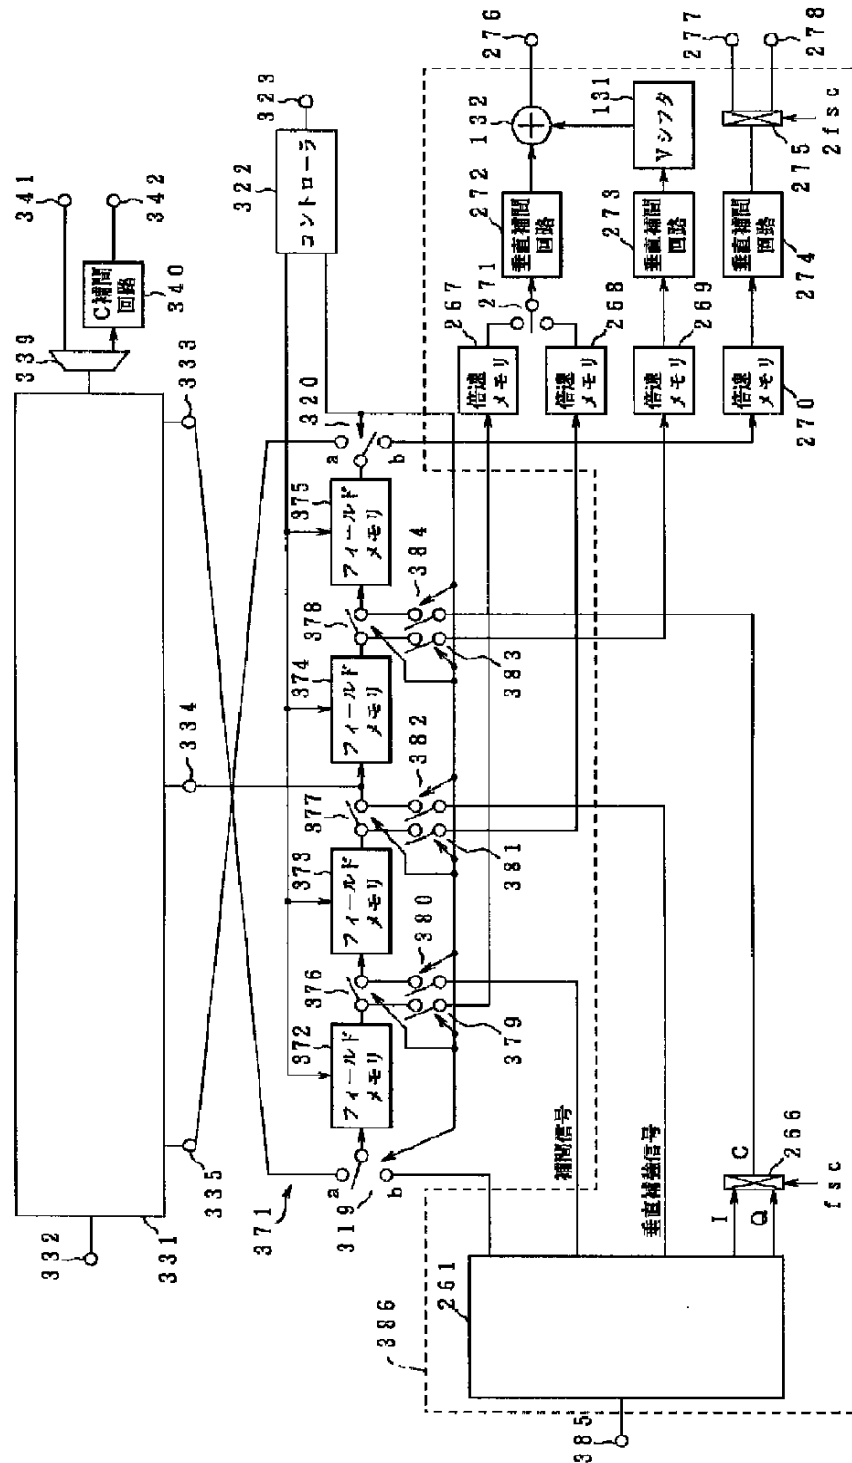 341
342
339
C補間
回路
340
332
331
335
334
333
322
コントローラ
323
371
a
b
319
372
フィールド
メモリ
376
373
フィールド
メモリ
377
374
フィールド
メモリ
378
375
フィールド
メモリ
a
b
320
379
380
381
382
383
384
386
261
385
補間信号
垂直補強信号
I
Q
C
266
fsc
267
倍速
メモリ
271
272
垂直補間
回路
132
276
倍速
メモリ
268
倍速
メモリ
269
垂直補間
回路
273
Vシフタ
131
倍速
メモリ
270
垂直補間
回路
274
275
2fsc
277
278